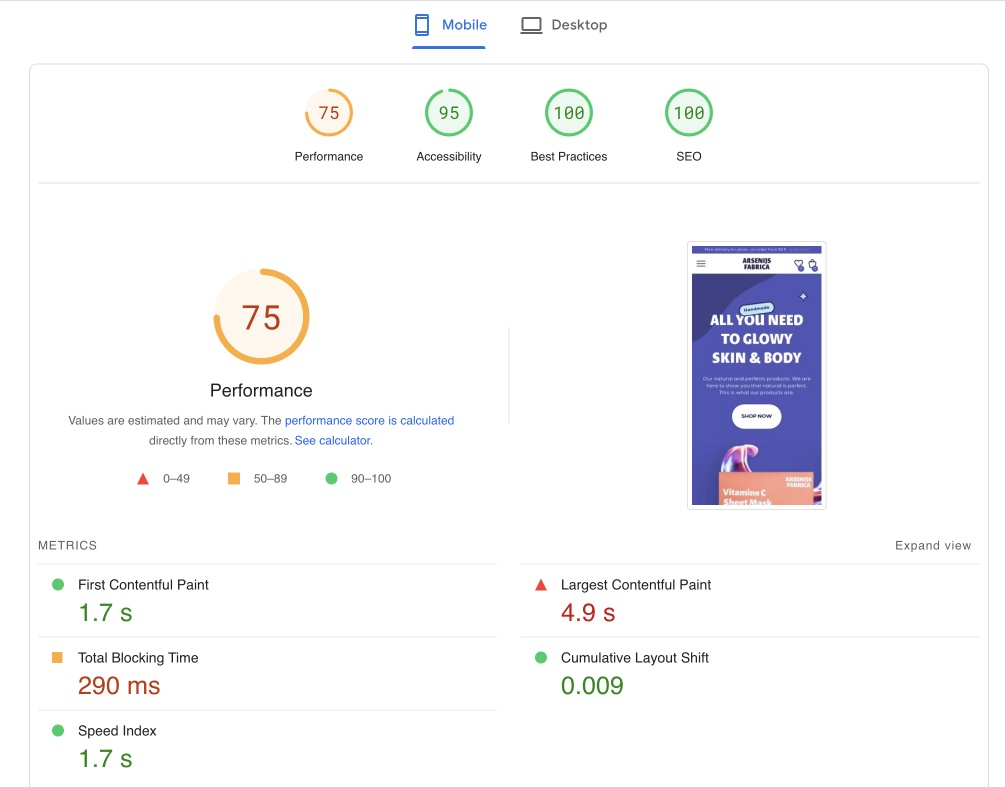 Mobile
Desktop
75
95
100
100
Performance
Accessibility
Best Practices
SEO
75
Performance
Values are estimated and may vary. The performance score is calculated
directly from these metrics. See calculator.
0–49
50–89
90–100
ARSENIJS
FABRICA
Handmade
ALL YOU NEED
TO GLOWY
SKIN & BODY
Our natural and perfects products. We are
here to show you that natural is perfect.
This is what our products are.
SHOP NOW
ARSENIJS
FABRICA
Vitamine C
Sheet Mask
METRICS
Expand view
First Contentful Paint
1.7 s
Largest Contentful Paint
4.9 s
Total Blocking Time
290 ms
Cumulative Layout Shift
0.009
Speed Index
1.7 s